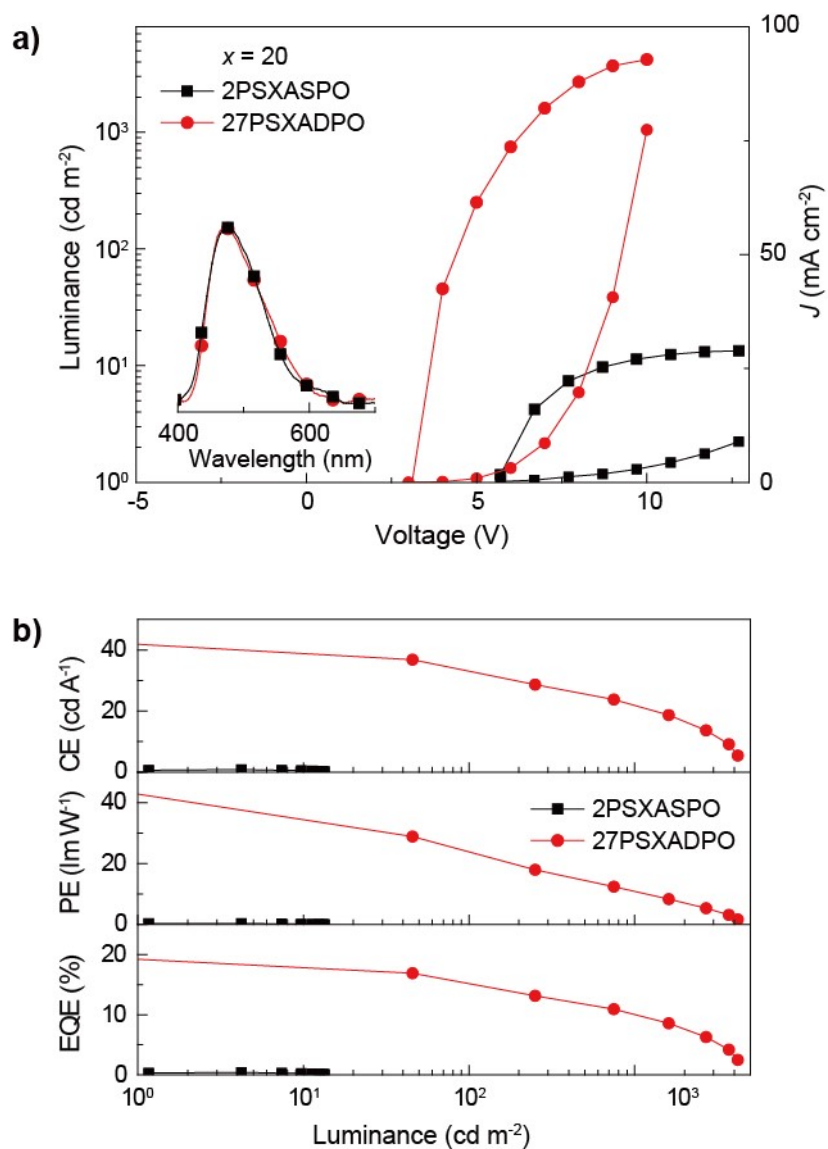 a)
x = 20
2PSXASPO
27PSXADPO
Luminance (cd m⁻²)
10³
10²
10¹
10⁰
100
50
0
J (mA cm⁻²)
400
600
Wavelength (nm)
-5
0
5
10
Voltage (V)
b)
40
20
0
CE (cd A⁻¹)
40
20
0
PE (lm W⁻¹)
2PSXASPO
27PSXADPO
20
10
0
EQE (%)
10⁰
10¹
10²
10³
Luminance (cd m⁻²)